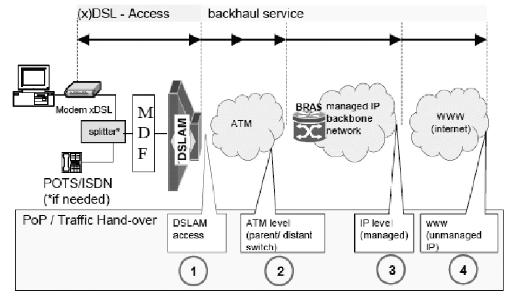 (x)DSL - Access
backhaul service
Modem xDSL
splitter*
POTS/ISDN
(*if needed)
M
D
F
DSLAM
ATM
BRAS
managed IP
backbone
network
WWW
(internet)
PoP / Traffic Hand-over
DSLAM
access
ATM level
(parent/ distant
switch)
IP level
(managed)
www
(unmanaged
IP)
1
2
3
4